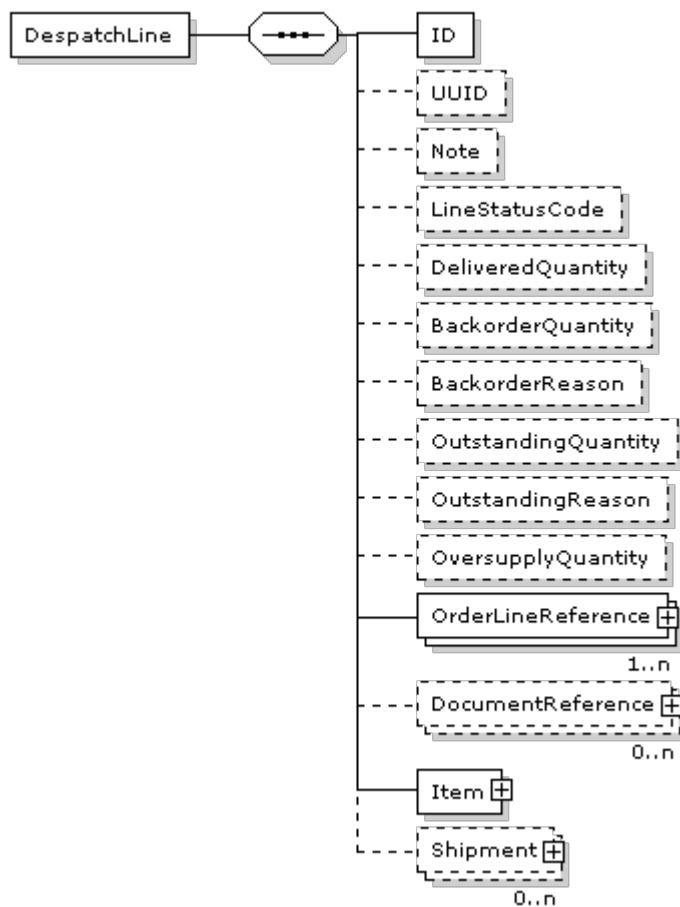 DespatchLine
ID
UUID
Note
LineStatusCode
DeliveredQuantity
BackorderQuantity
BackorderReason
OutstandingQuantity
OutstandingReason
OversupplyQuantity
OrderLineReference
1..n
DocumentReference
0..n
Item
Shipment
0..n